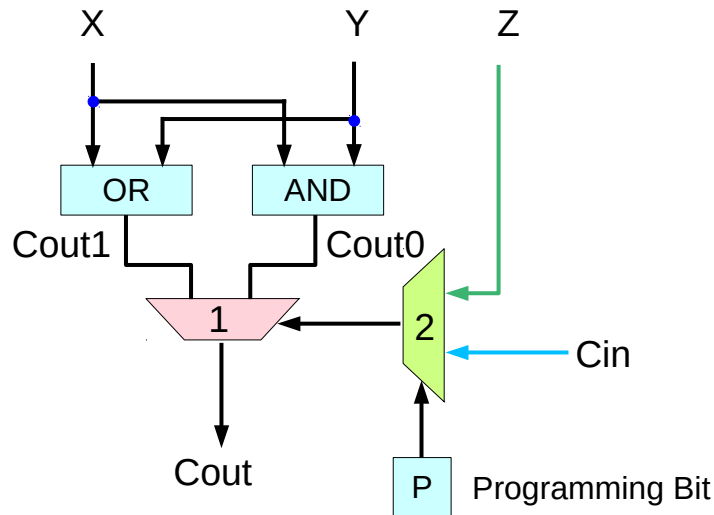 X
Y
Z
OR
AND
Cout1
Cout0
1
2
Cin
Cout
P
Programming Bit